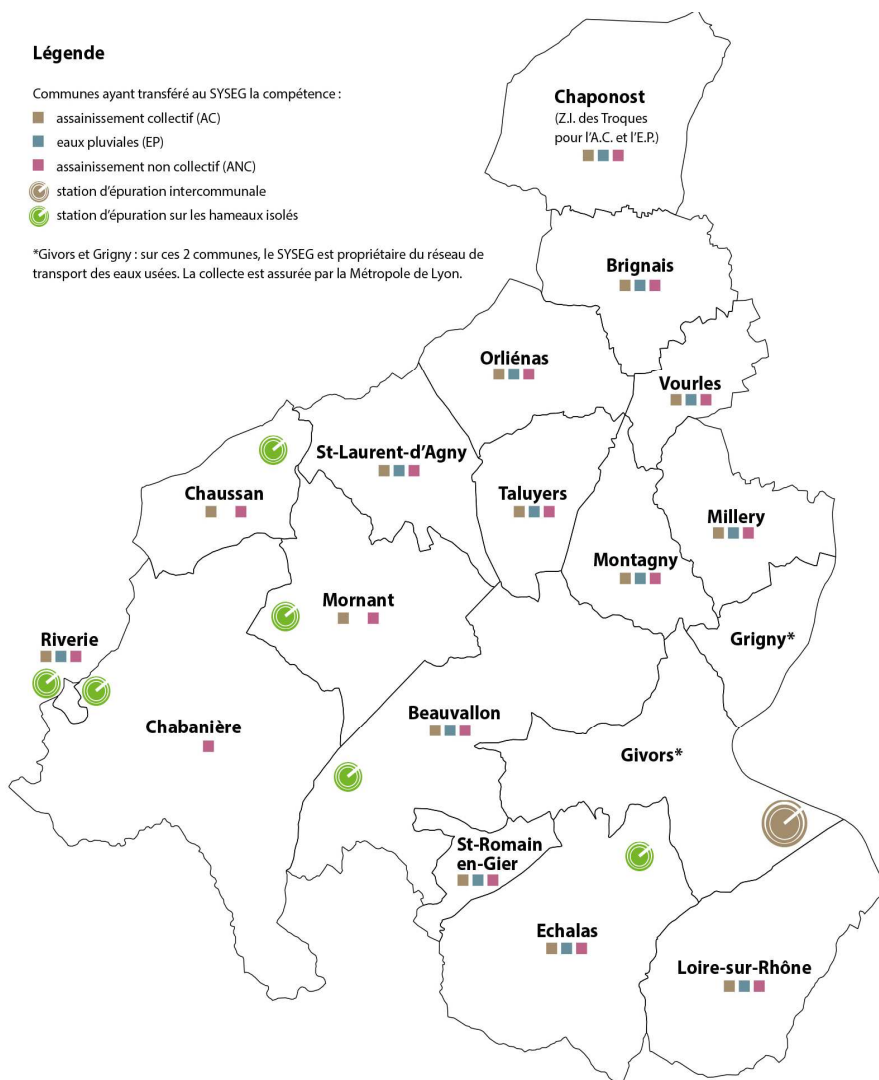 Légende
Communes ayant transféré au SYSEG la compétence :
assainissement collectif (AC)
eaux pluviales (EP)
assainissement non collectif (ANC)
station d'épuration intercommunale
station d'épuration sur les hameaux isolés
*Givors et Grigny : sur ces 2 communes, le SYSEG est propriétaire du réseau de
transport des eaux usées. La collecte est assurée par la Métropole de Lyon.
Chaponost
(Z.I. des Troques
pour l'A.C. et l'E.P.)
Brignais
Orliénas
Vourles
St-Laurent-d'Agny
Chaussan
Taluyers
Millery
Montagny
Mornant
Riverie
Grigny*
Beauvallon
Chabanière
Givors*
St-Romain
en-Gier
Echalas
Loire-sur-Rhône